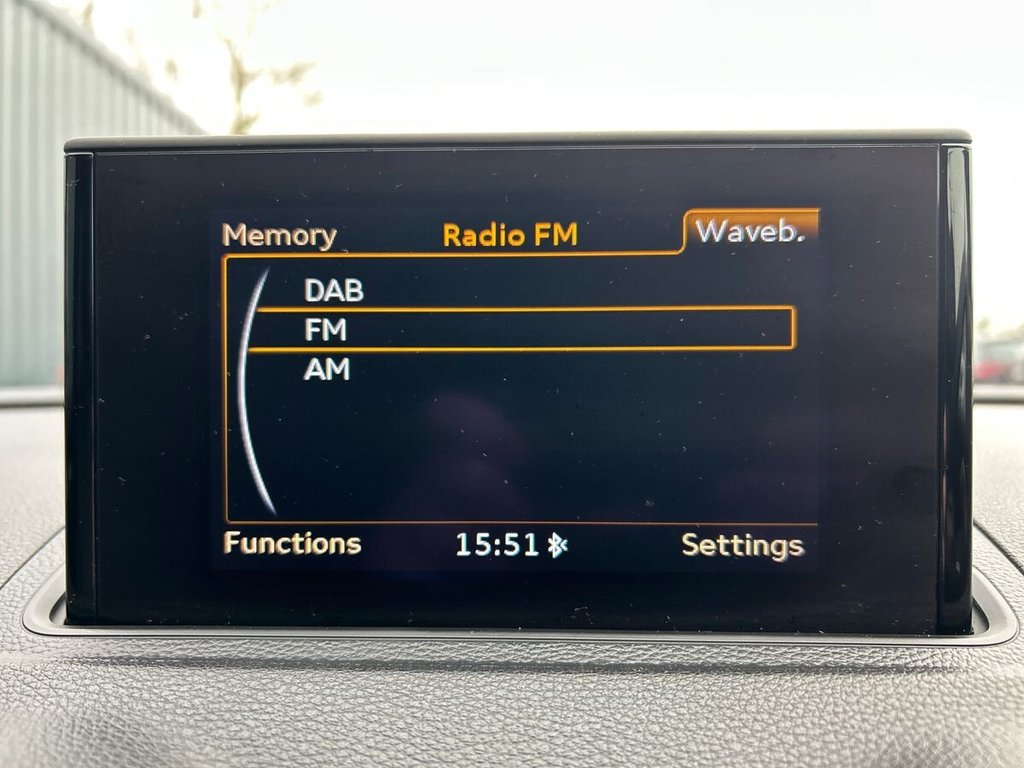 Memory Radio FM Waveb.
DAB
FM
AM
Functions 15:51 Settings